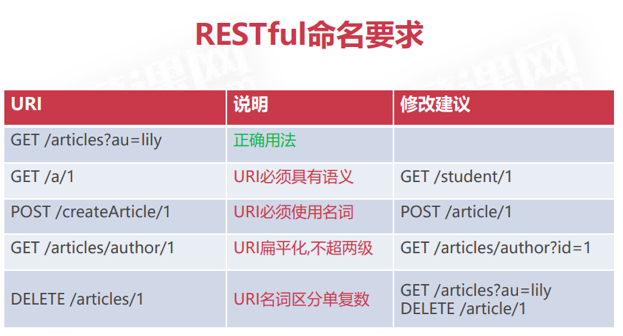 RESTful命名要求
URI 说明 修改建议
GET /articles?au=lily 正确用法
GET /a/1 URI必须具有语义 GET /student/1
POST /createArticle/1 URI必须使用名词 POST /article/1
GET /articles/author/1 URI扁平化,不超两级 GET /articles/author?id=1
DELETE /articles/1 URI名词区分单复数 GET /articles?au=lily
DELETE /article/1